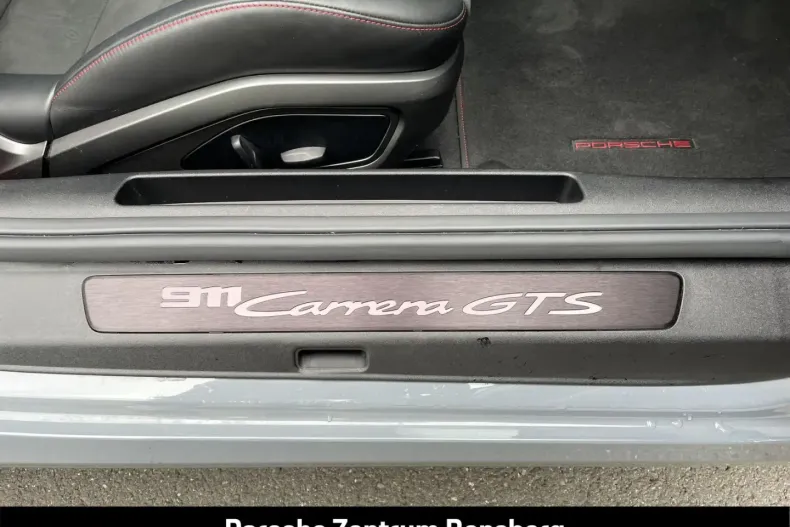 PORSCHE
911 Carrera GTS
Porsche Zentrum Bensberg